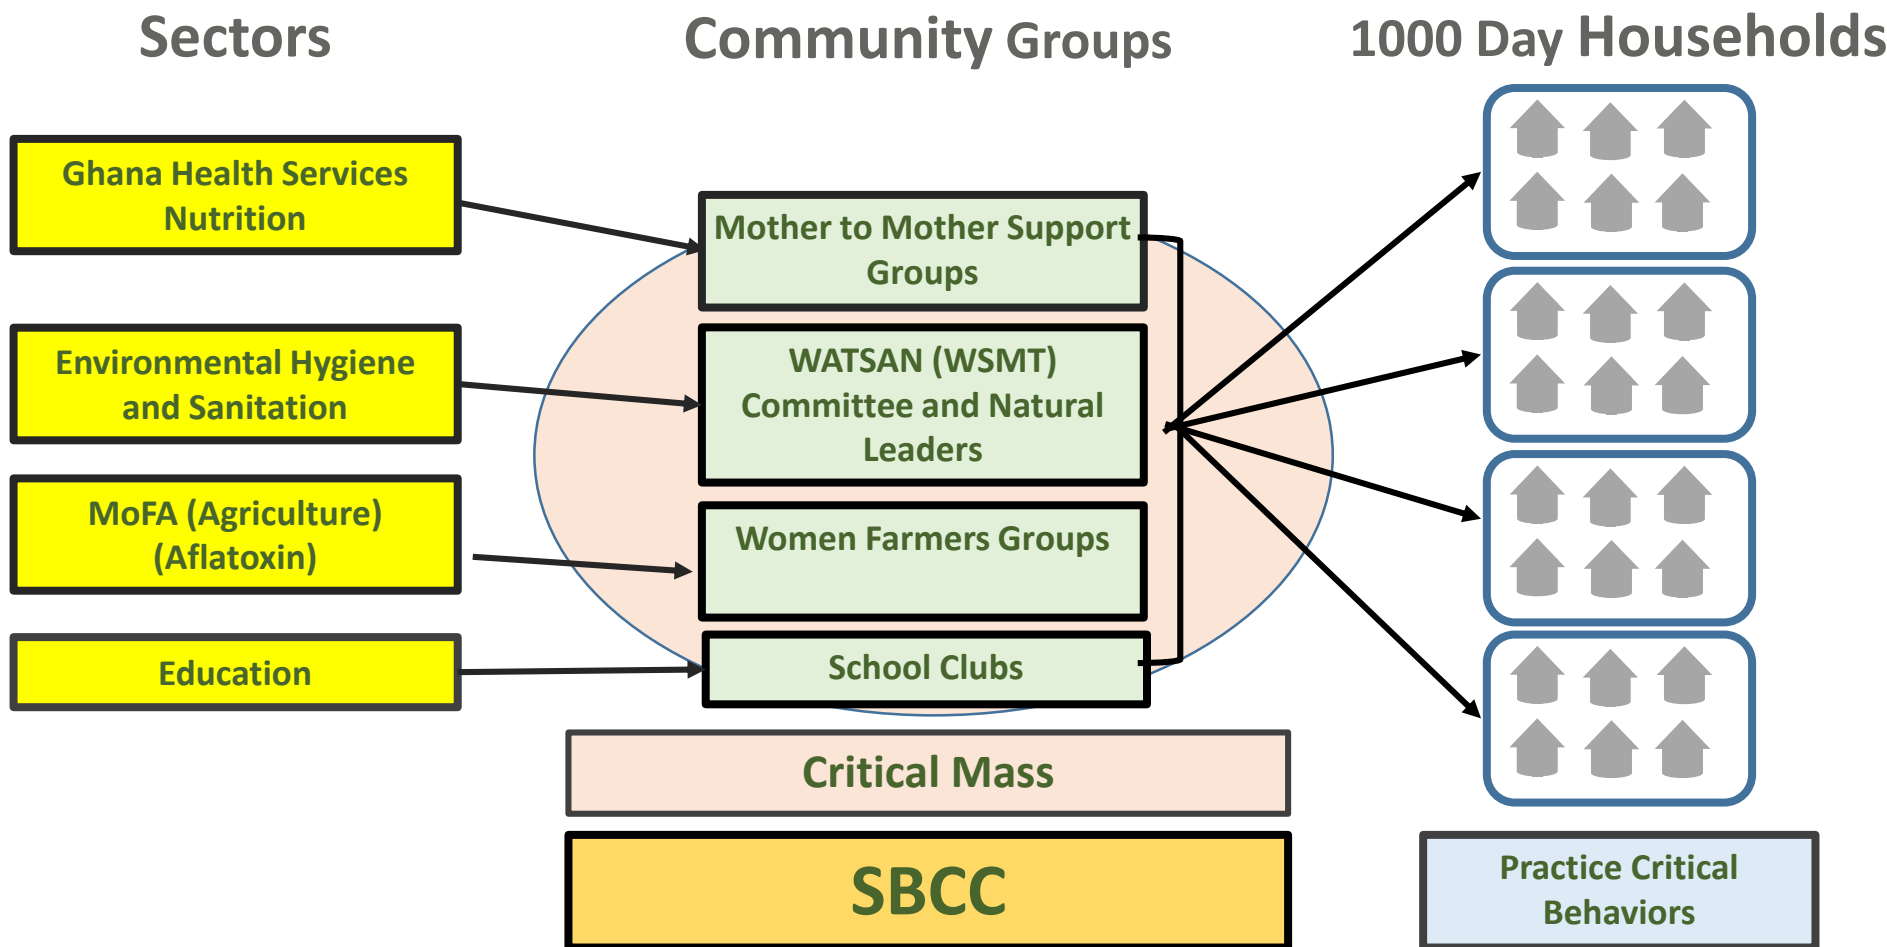 Sectors
Community Groups
1000 Day Households
Ghana Health Services
Nutrition
Environmental Hygiene
and Sanitation
MoFA (Agriculture)
(Aflatoxin)
Education
Mother to Mother Support
Groups
WATSAN (WSMT)
Committee and Natural
Leaders
Women Farmers Groups
School Clubs
Critical Mass
SBCC
Practice Critical
Behaviors